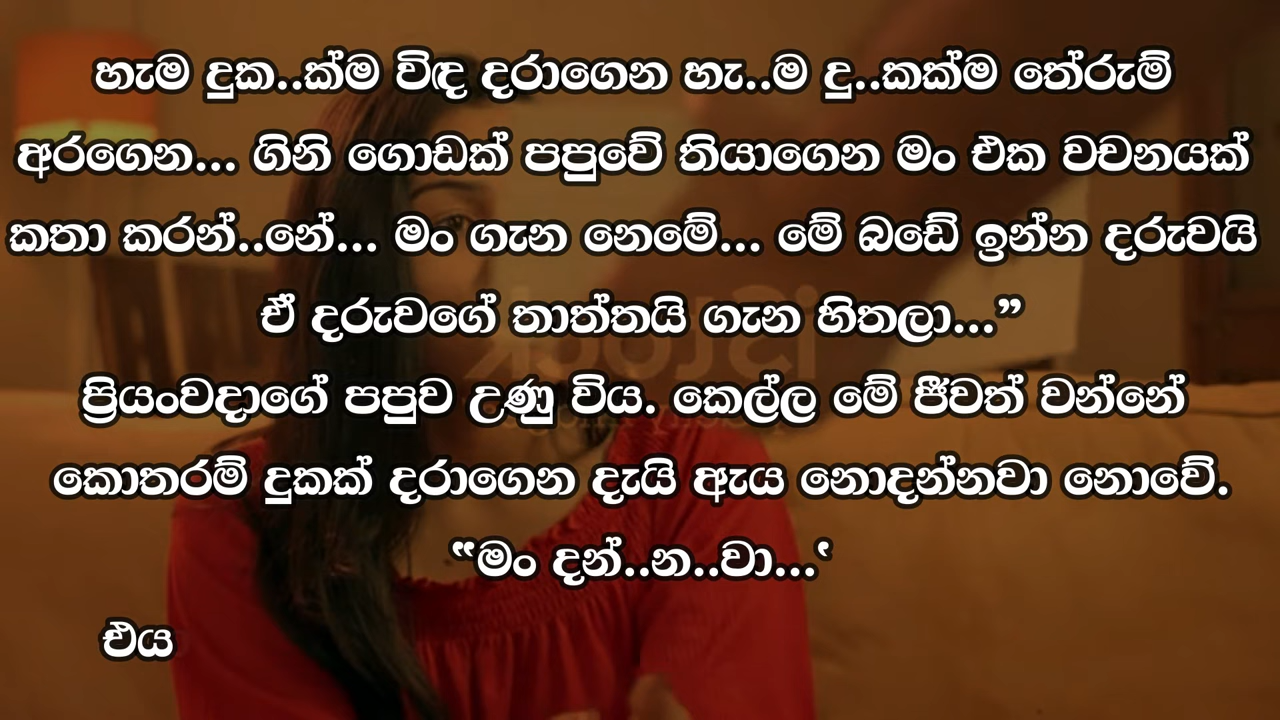 හැම දුක..ක්ම විඳ දරාගෙන හැ..ම දු..කක්ම තේරුම්
අරගෙන... ගිනි ගොඩක් පපුවේ තියාගෙන මං එක වචනයක්
කතා කරන්..නේ... මං ගැන නෙමේ... මේ බඩේ ඉන්න දරුවයි
ඒ දරුවගේ තාත්තයි ගැන හිතලා...”
ප්‍රියංවදාගේ පපුව උණු විය. කෙල්ල මේ ජීවත් වන්නේ
කොතරම් දුකක් දරාගෙන දැයි ඇය නොදන්නවා නොවේ.
“මං දන්..න..වා...‘
එය